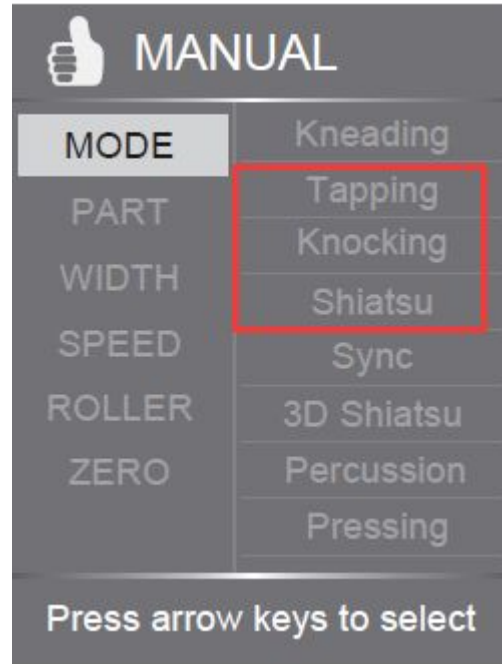 MANUAL
MODE
PART
WIDTH
SPEED
ROLLER
ZERO
Kneading
Tapping
Knocking
Shiatsu
Sync
3D Shiatsu
Percussion
Pressing
Press arrow keys to select